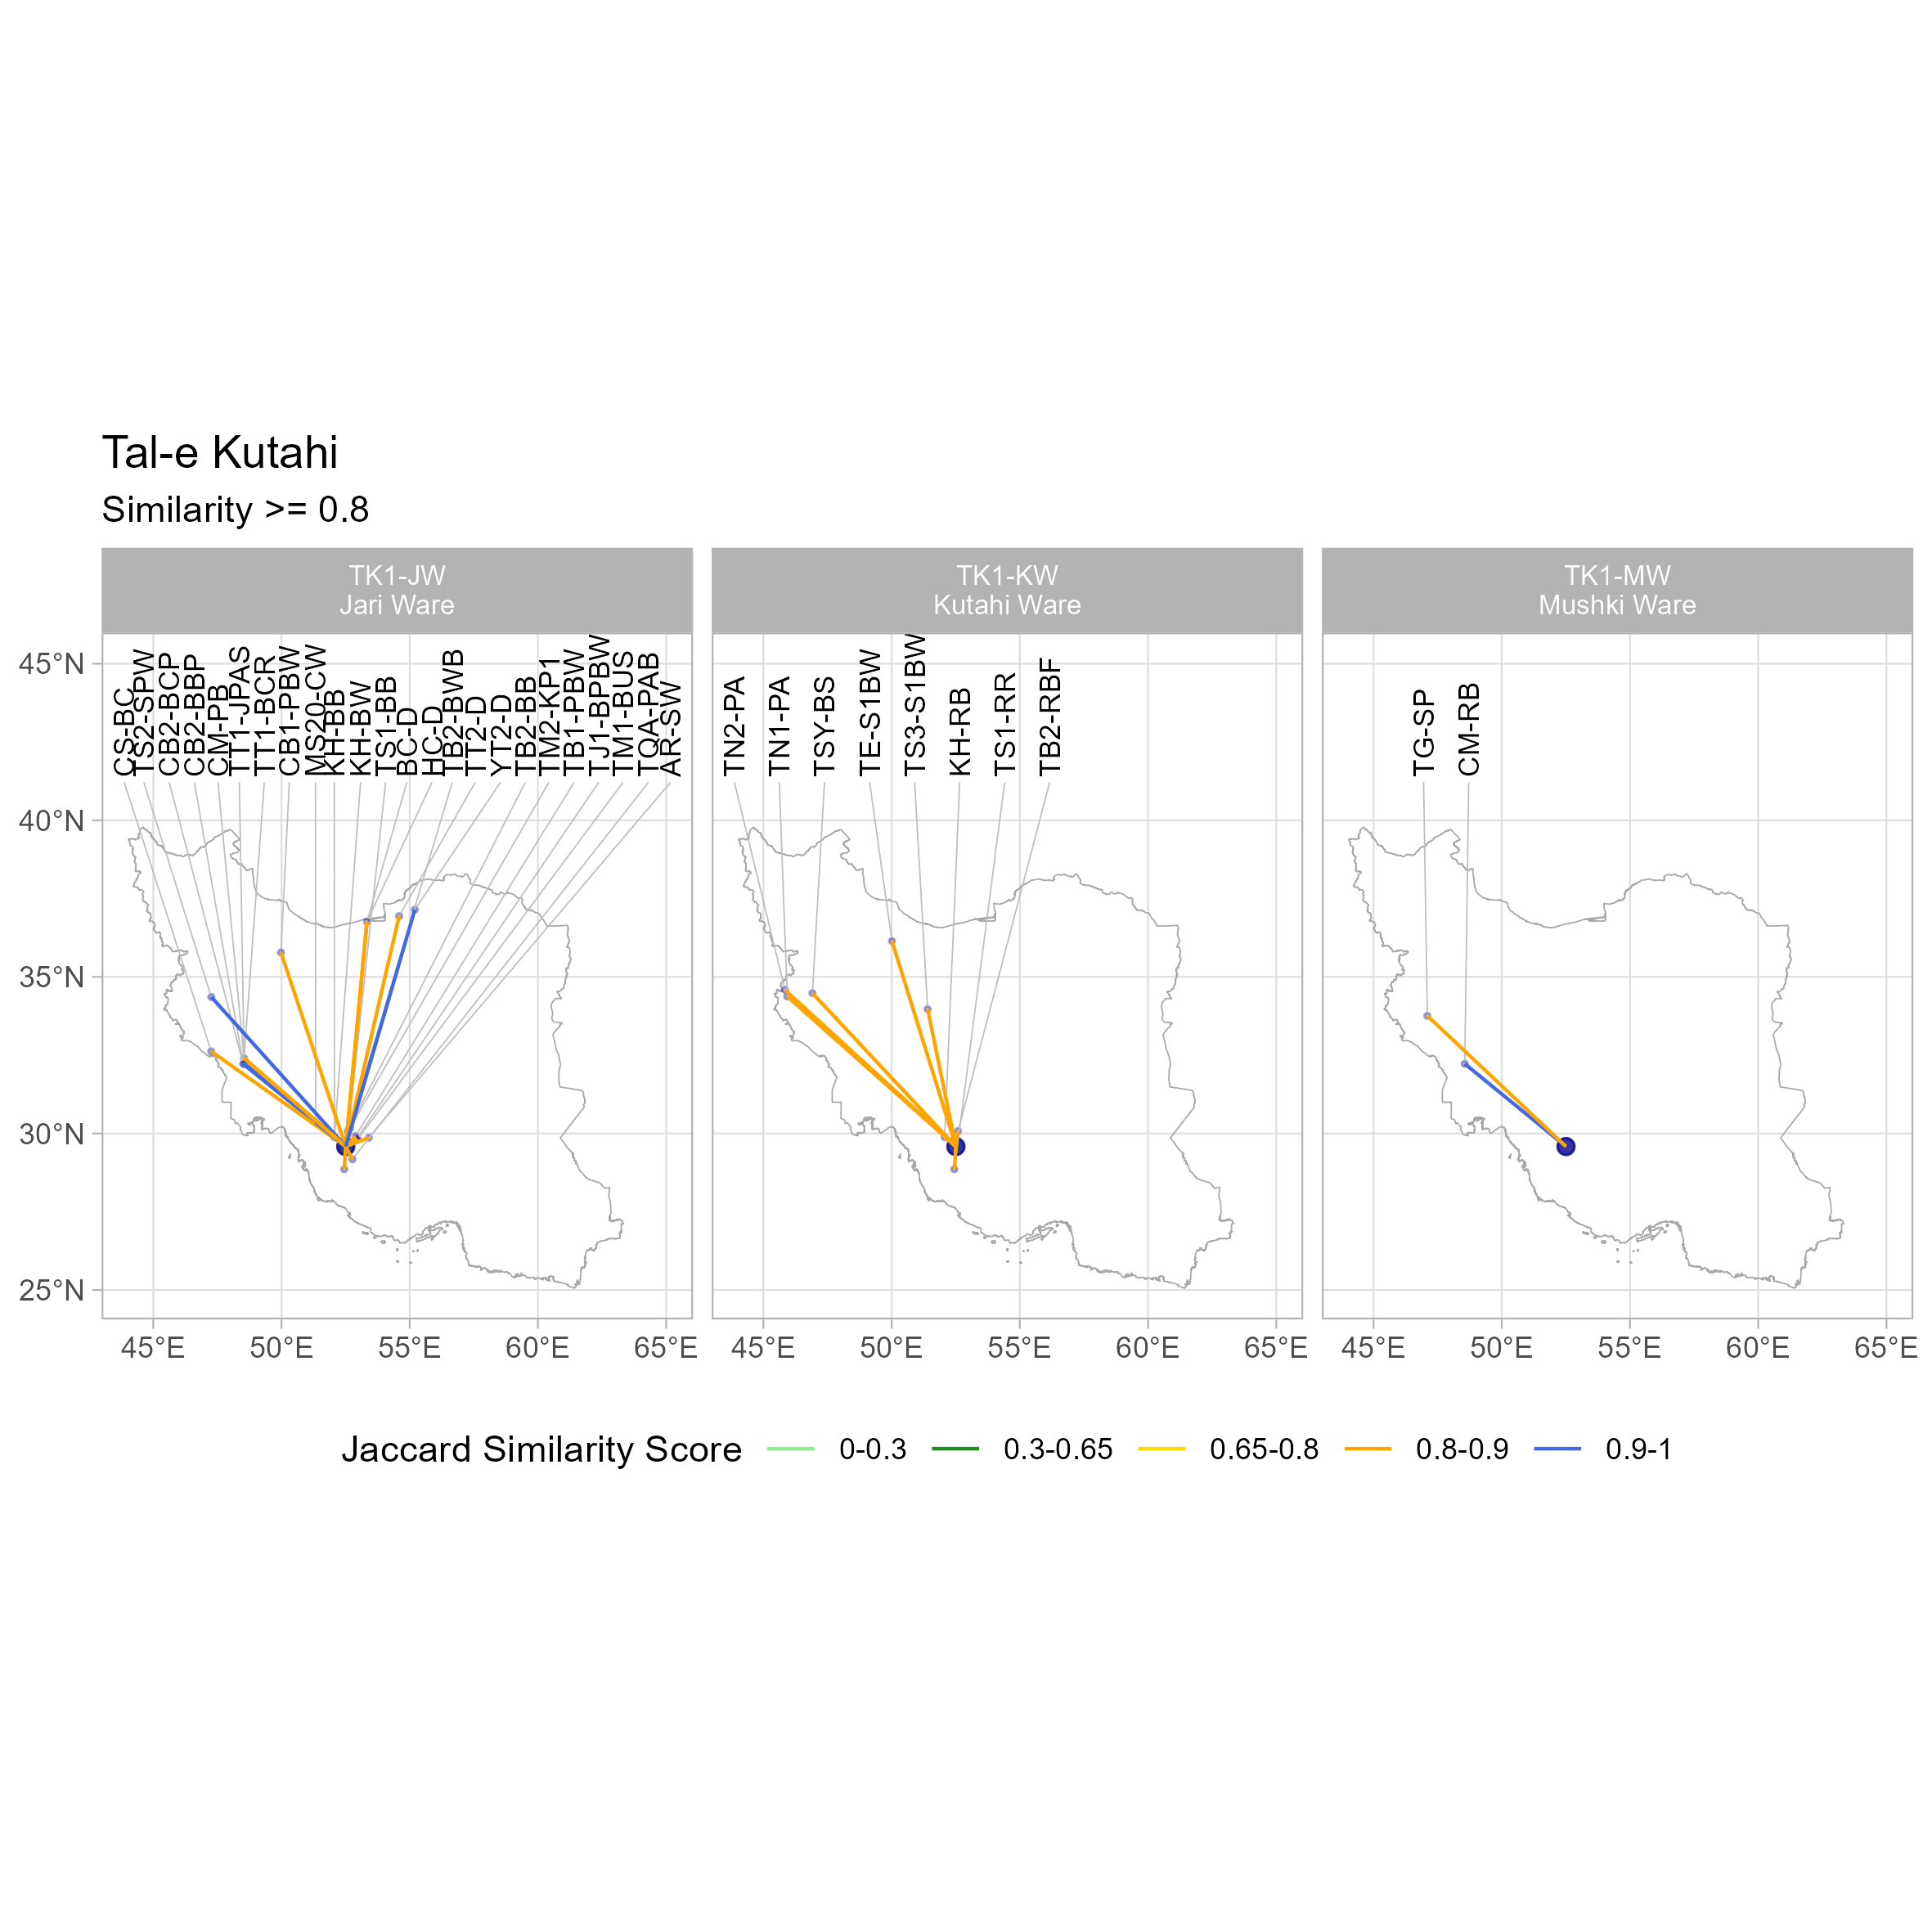 Tal-e Kutahi
Similarity >= 0.8
TK1-JW
Jari Ware
TK1-KW
Kutahi Ware
TK1-MW
Mushki Ware
CS-BC
TS2-SPW
CB2-BCP
CB2-BBP
CM-PB
TT1-JPAS
TT1-BCR
CB1-PBW
MS20-CW
KH-BB
KH-BW
TS1-BB
BC-D
HC-D
TB2-BWB
TT2-D
YT2-D
TB2-BB
TM2-KP1
TB1-PBW
TJ1-BPBW
TM1-BUS
TQA-PAB
AR-SW
TN2-PA
TN1-PA
TSY-BS
TE-S1BW
TS3-S1BW
KH-RB
TS1-RR
TB2-RBF
TG-SP
CM-RB
45°N
40°N
35°N
30°N
25°N
45°E 50°E 55°E 60°E 65°E
45°E 50°E 55°E 60°E 65°E
45°E 50°E 55°E 60°E 65°E
Jaccard Similarity Score 0-0.3 0.3-0.65 0.65-0.8 0.8-0.9 0.9-1